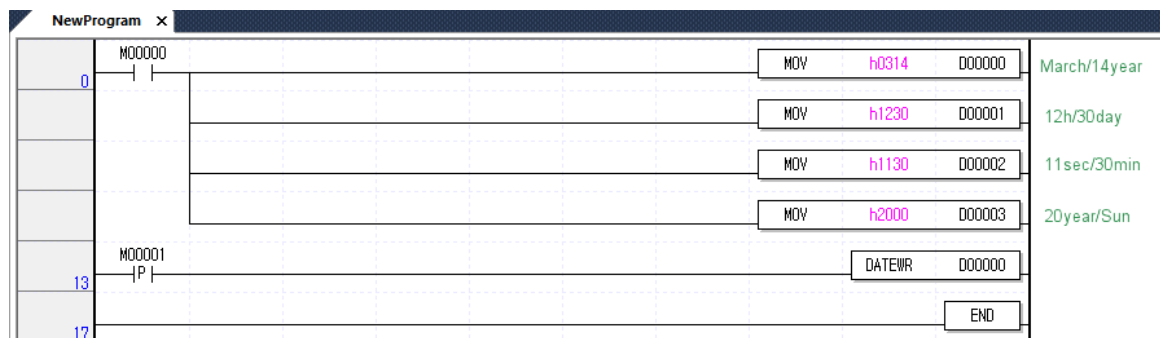 NewProgram ×
M00000
0
MOV h0314 D00000 March/14year
MOV h1230 D00001 12h/30day
MOV h1130 D00002 11sec/30min
MOV h2000 D00003 20year/Sun
M00001
P
13
DATEWR D00000
END
17